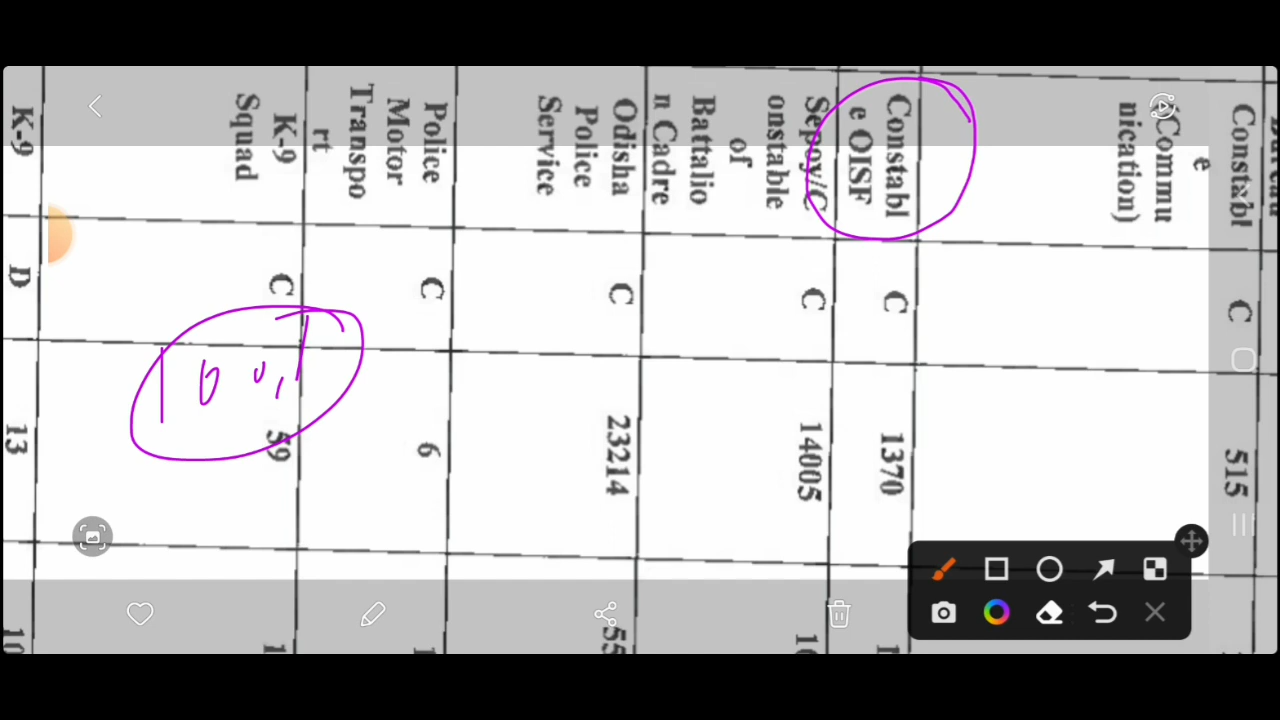 Constabl C 515
e
(Commu
nication)
Constabl C 1370
e OISF
Sepoy/C C 14005
onstable
of
Battalio
n Cadre
Odisha C 23214
Police
Service
Police C 6
Motor
Transpo
rt
K-9 C 59
Squad
K-9 D 13